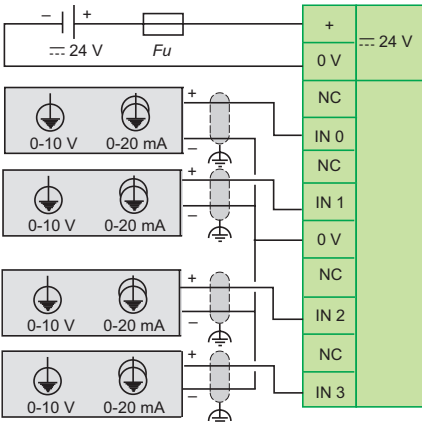 – +
⎓ 24 V
Fu
+
0 V
⎓ 24 V
NC
IN 0
NC
IN 1
0 V
NC
IN 2
NC
IN 3
0-10 V 0-20 mA
+
–
0-10 V 0-20 mA
+
–
0-10 V 0-20 mA
+
–
0-10 V 0-20 mA
+
–